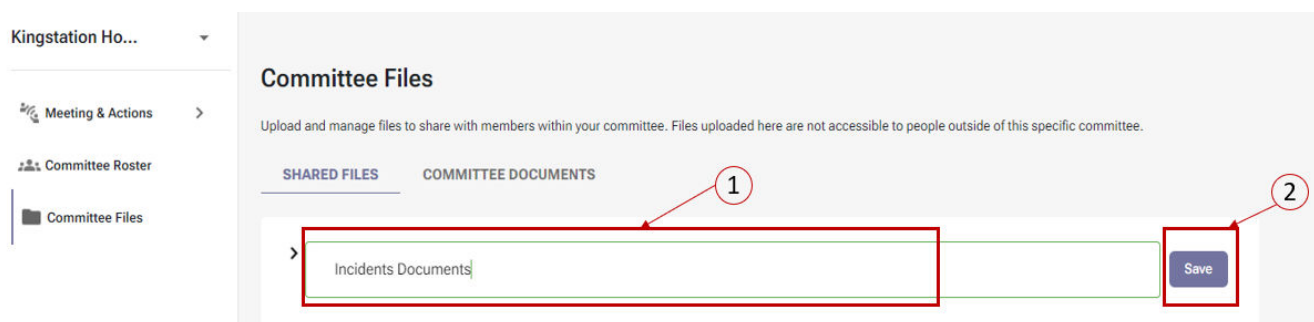 Kingstation Ho...
Meeting & Actions
Committee Roster
Committee Files
Committee Files
Upload and manage files to share with members within your committee. Files uploaded here are not accessible to people outside of this specific committee.
SHARED FILES COMMITTEE DOCUMENTS
1
2
Incidents Documents
Save